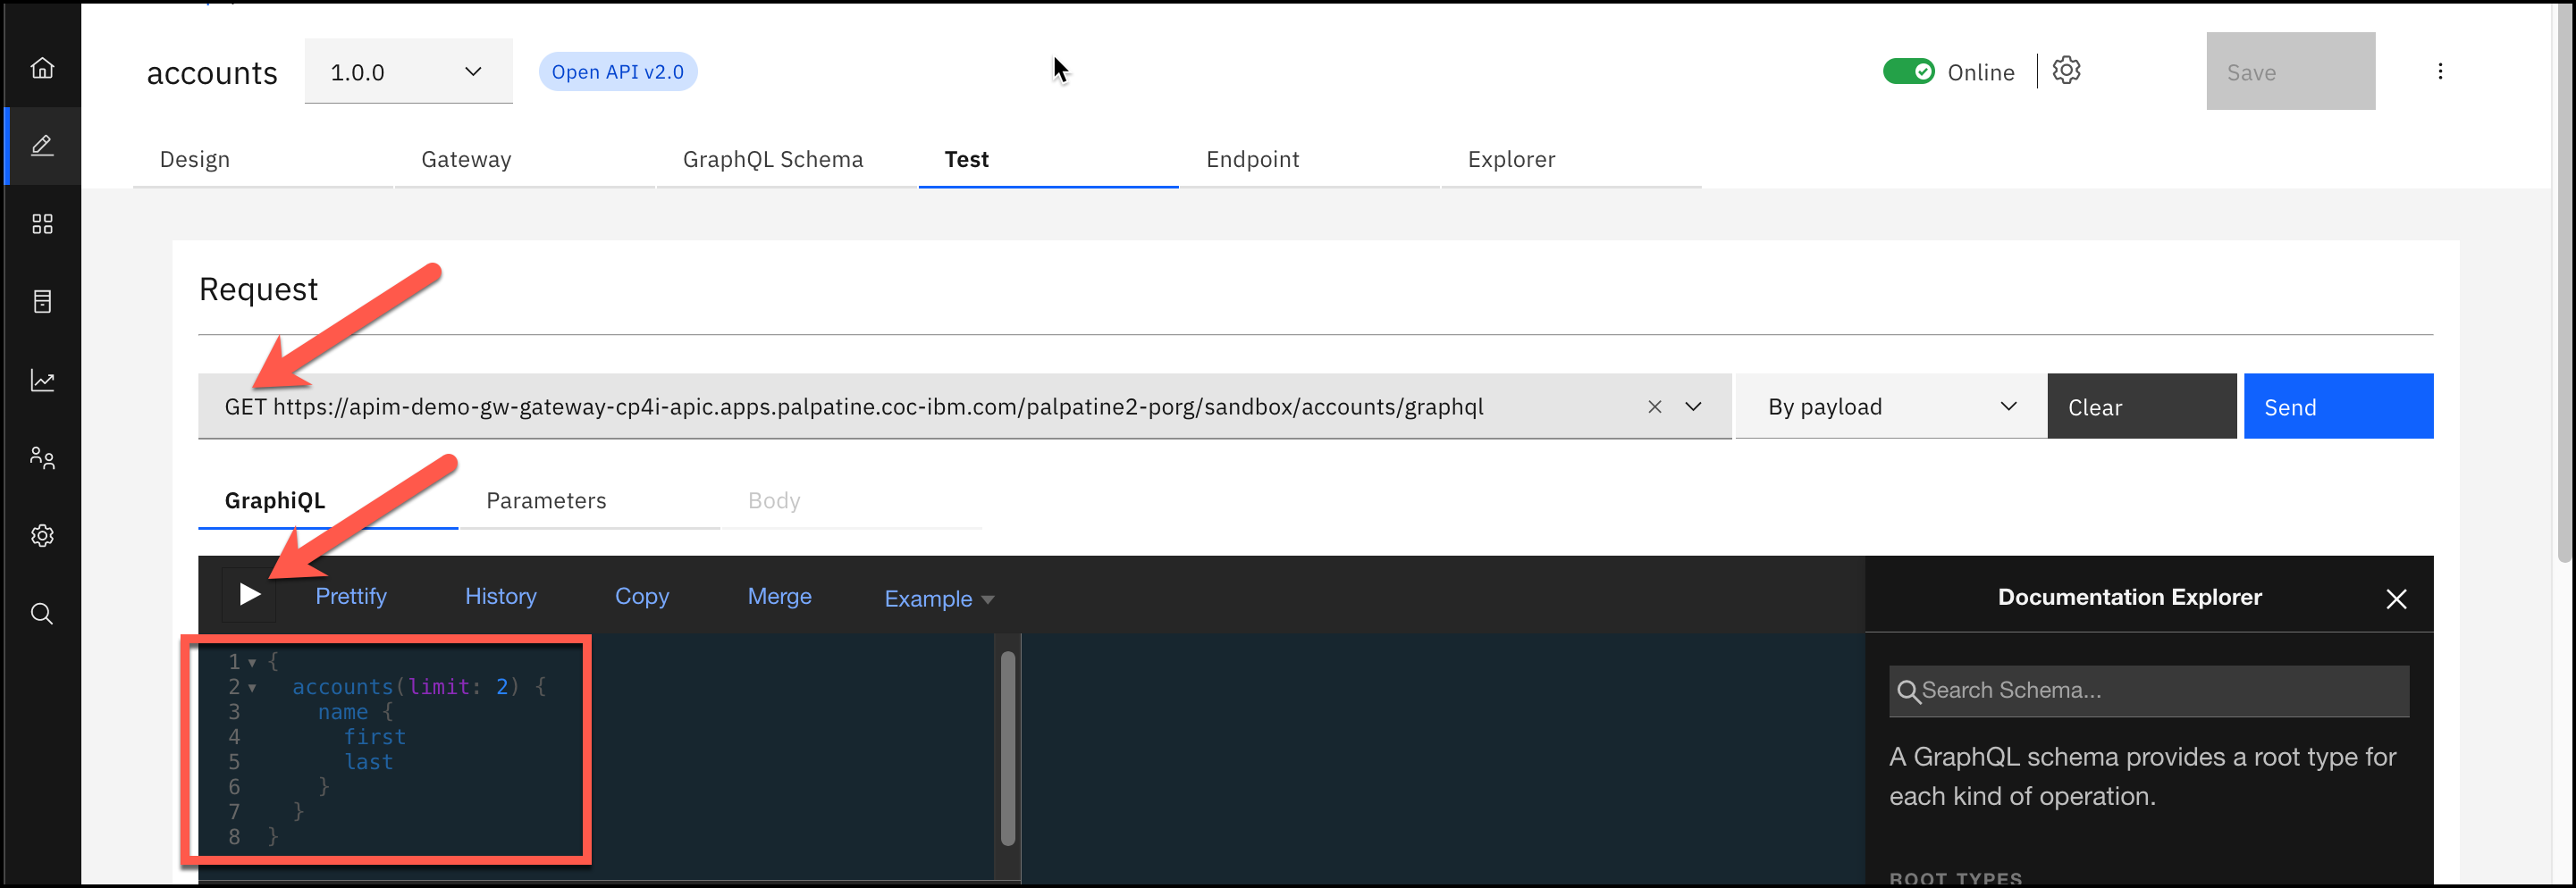 accounts 1.0.0 Open API v2.0 Online Save
Design Gateway GraphQL Schema Test Endpoint Explorer
Request
GET https://apim-demo-gw-gateway-cp4i-apic.apps.palpatine.coc-ibm.com/palpatine2-porg/sandbox/accounts/graphql By payload Clear Send
GraphiQL Parameters Body
Prettify History Copy Merge Example Documentation Explorer
1 {
2 accounts(limit: 2) {
3 name {
4 first
5 last
6 }
7 }
8 }
Search Schema...
A GraphQL schema provides a root type for
each kind of operation.
ROOT TYPES